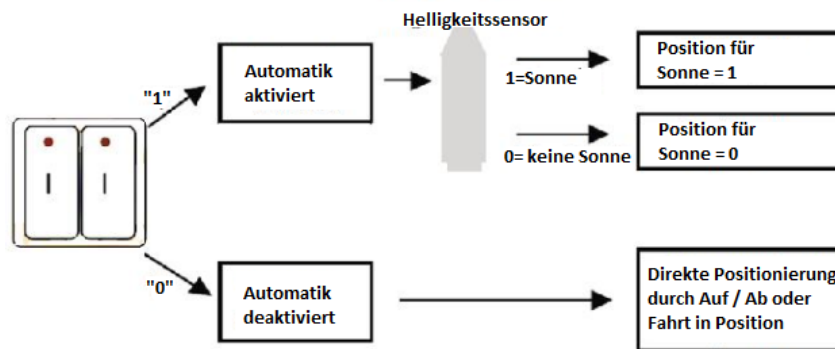 Helligkeitssensor
"1"
Automatik
aktiviert
1=Sonne
Position für
Sonne = 1
0= keine Sonne
Position für
Sonne = 0
"0"
Automatik
deaktiviert
Direkte Positionierung
durch Auf / Ab oder
Fahrt in Position